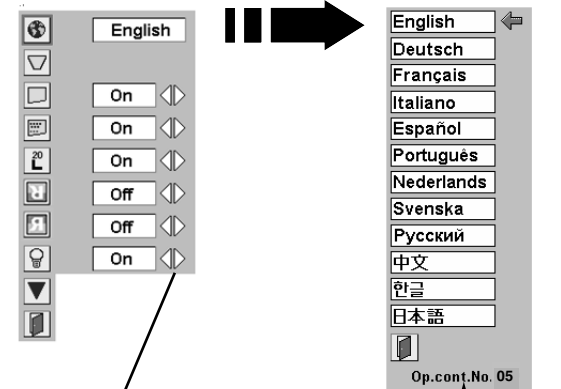 English
On
On
20
L
On
Off
Off
On
English
Deutsch
Français
Italiano
Español
Português
Nederlands
Svenska
Русский
中文
한글
日本語
Op.cont.No. 05